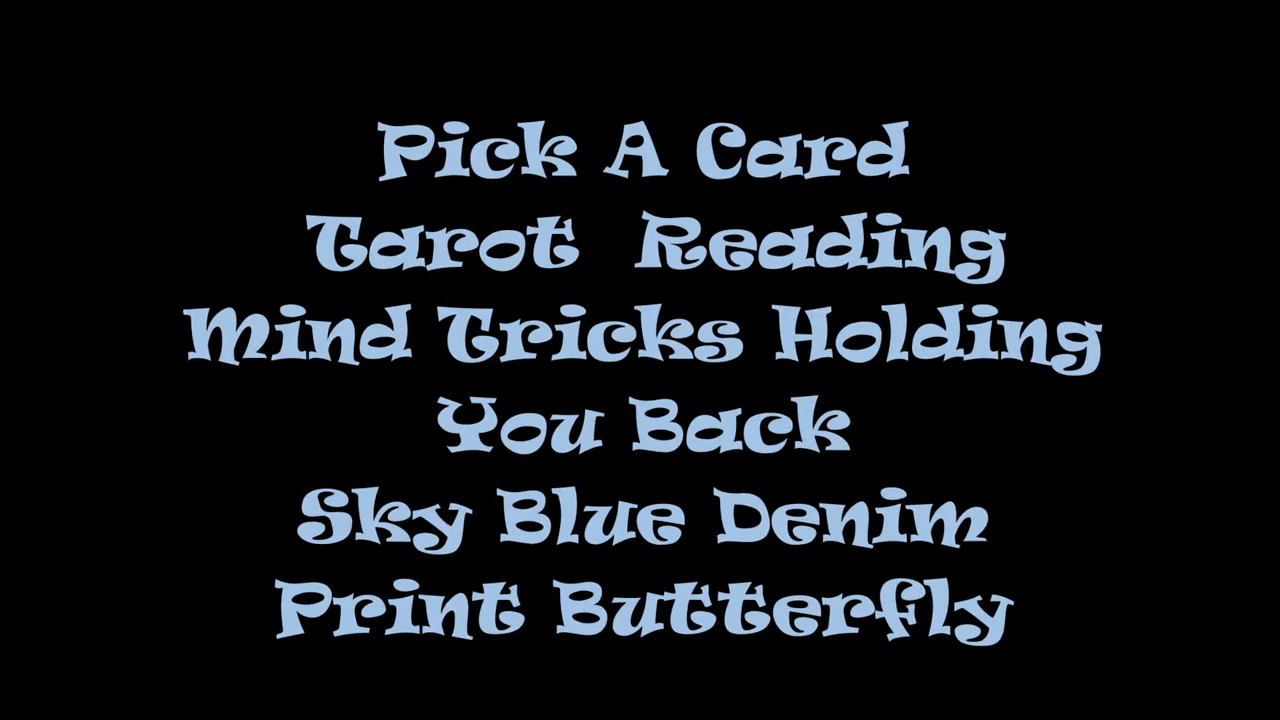 Pick A Card
Tarot Reading
Mind Tricks Holding
You Back
Sky Blue Denim
Print Butterfly